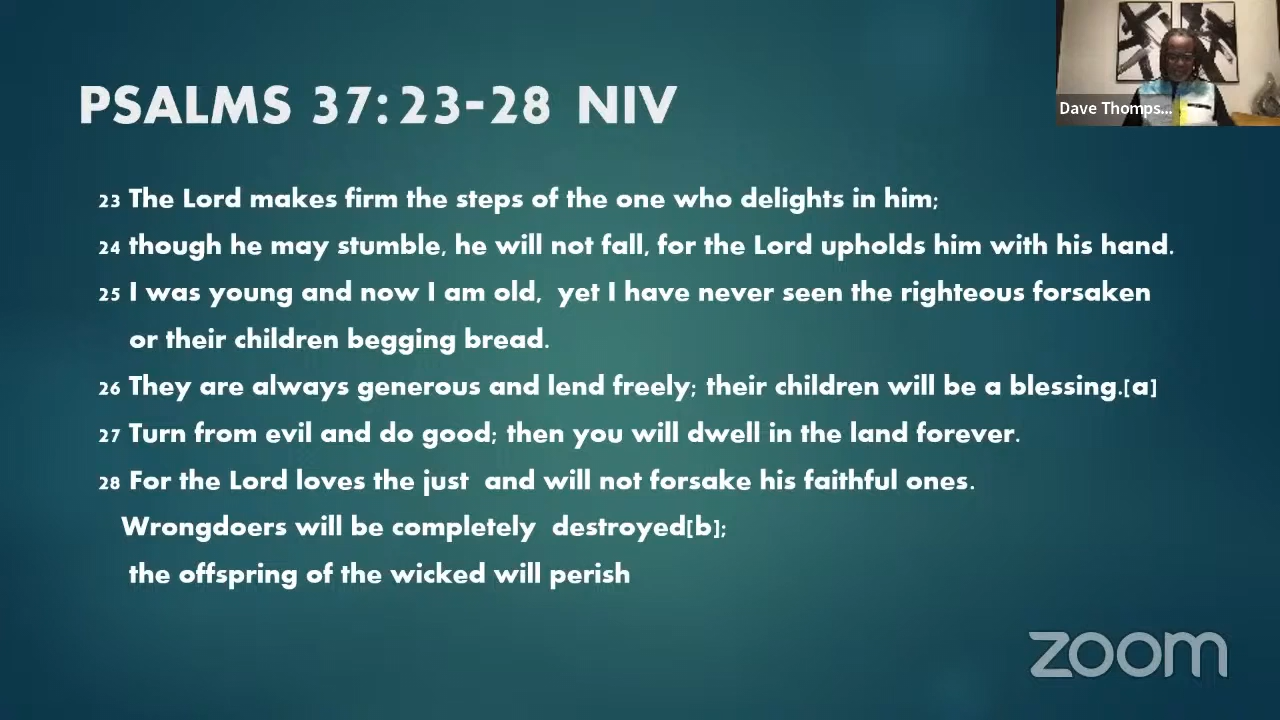 PSALMS 37:23-28 NIV
Dave Thomps...
23 The Lord makes firm the steps of the one who delights in him;
24 though he may stumble, he will not fall, for the Lord upholds him with his hand.
25 I was young and now I am old, yet I have never seen the righteous forsaken
or their children begging bread.
26 They are always generous and lend freely; their children will be a blessing.[a]
27 Turn from evil and do good; then you will dwell in the land forever.
28 For the Lord loves the just and will not forsake his faithful ones.
Wrongdoers will be completely destroyed[b];
the offspring of the wicked will perish
zoom